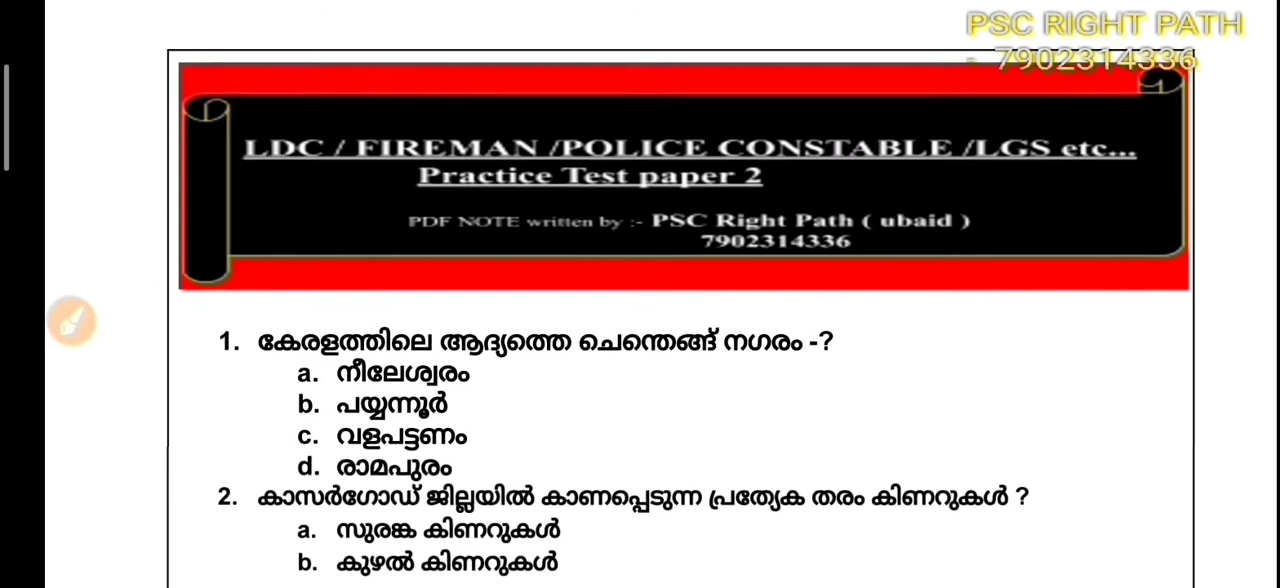 PSC RIGHT PATH
- 7902314336
LDC / FIREMAN /POLICE CONSTABLE /LGS etc...
Practice Test paper 2
PDF NOTE written by :- PSC Right Path ( ubaid )
7902314336
1. കേരളത്തിലെ ആദ്യത്തെ ചെന്തെങ്ങ് നഗരം -?
a. നീലേശ്വരം
b. പയ്യന്നൂർ
c. വളപട്ടണം
d. രാമപുരം
2. കാസർഗോഡ് ജില്ലയിൽ കാണപ്പെടുന്ന പ്രത്യേക തരം കിണറുകൾ ?
a. സുരങ്ക കിണറുകൾ
b. കുഴൽ കിണറുകൾ